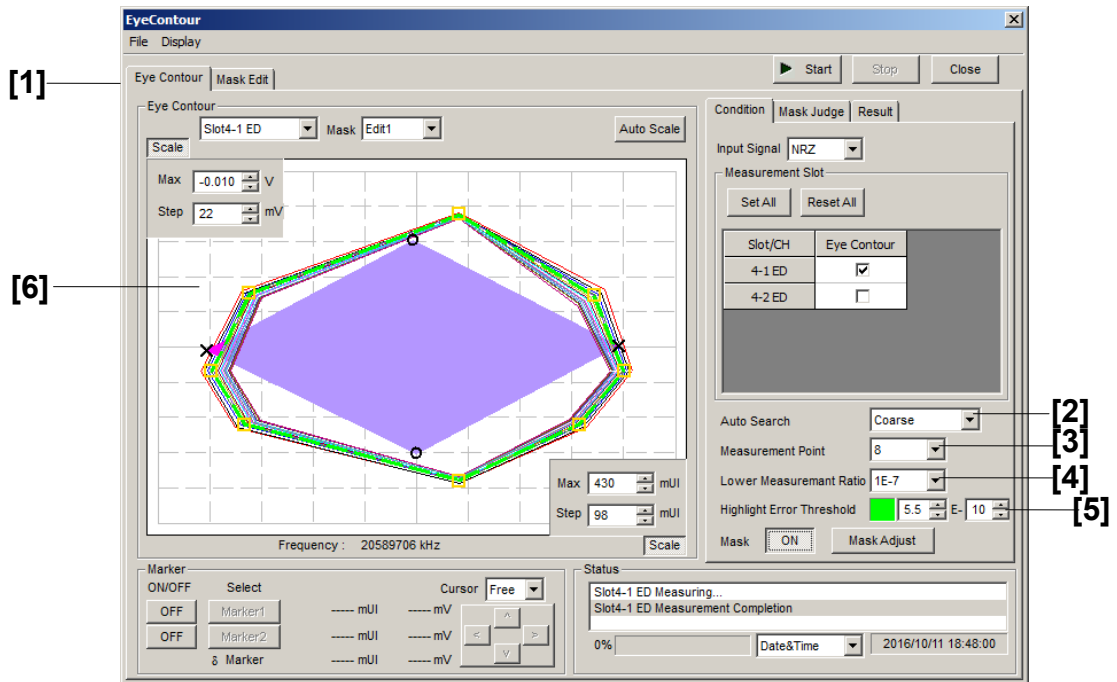 EyeContour
File Display
[1]
Eye Contour Mask Edit
Start Stop Close
Eye Contour
Slot4-1 ED Mask Edit1 Auto Scale
Scale
Max -0.010 V
Step 22 mV
[6]
Max 430 mUI
Step 98 mUI
Frequency : 20589706 kHz
Scale
Condition Mask Judge Result
Input Signal NRZ
Measurement Slot
Set All Reset All
Slot/CH Eye Contour
4-1 ED
4-2 ED
Auto Search Coarse [2]
Measurement Point 8 [3]
Lower Measuremant Ratio 1E-7 [4]
Highlight Error Threshold 5.5 E- 10 [5]
Mask ON Mask Adjust
Marker
ON/OFF Select Cursor Free
OFF Marker1 ----- mUI ----- mV
OFF Marker2 ----- mUI ----- mV
δ Marker ----- mUI ----- mV
^
< >
v
Status
Slot4-1 ED Measuring...
Slot4-1 ED Measurement Completion
0% Date&Time 2016/10/11 18:48:00